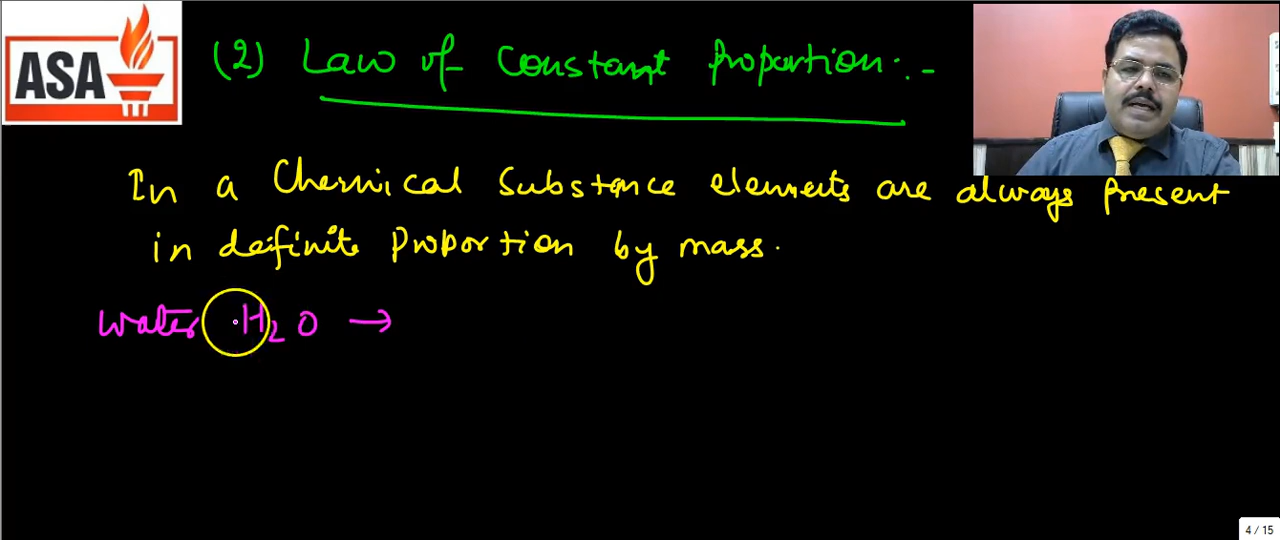 ASA
(2) Law of Constant Proportion :-
In a Chemical Substance elements are always present
in definite Proportion by mass.
Water H₂O →
4 / 15